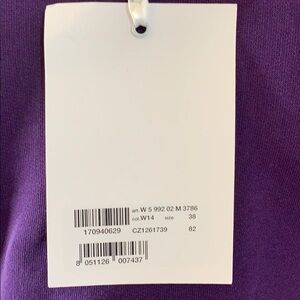 art. W 5 992 02 M 3786
col. W14 size 38
170940629 CZ1261739 82
8 051126 007437